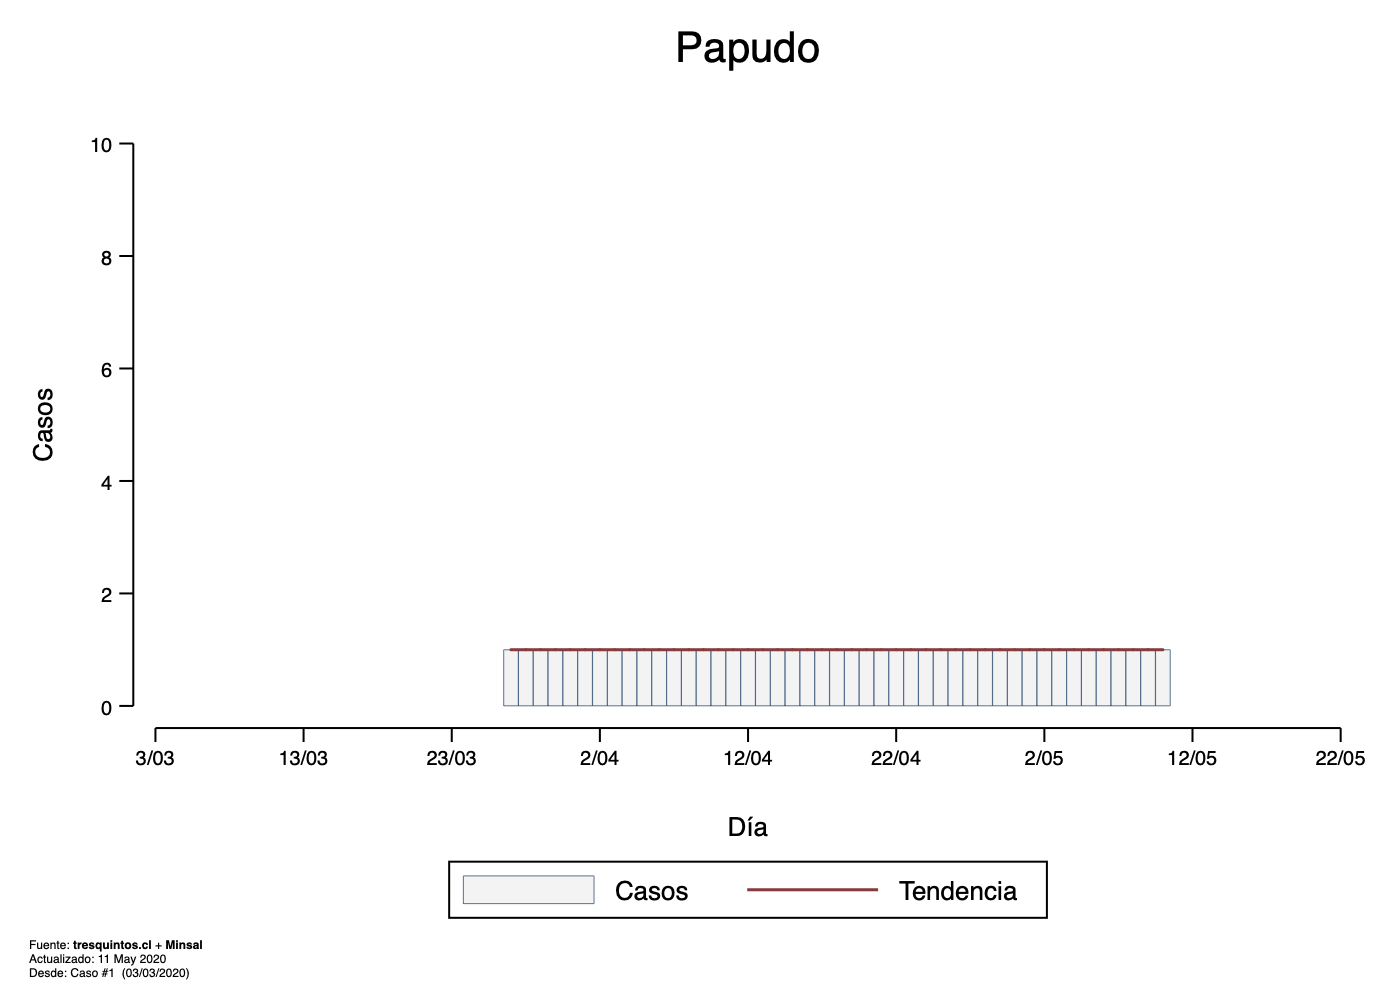 Papudo
10
8
6
4
2
0
Casos
3/03 13/03 23/03 2/04 12/04 22/04 2/05 12/05 22/05
Día
Casos Tendencia
Fuente: tresquintos.cl + Minsal
Actualizado: 11 May 2020
Desde: Caso #1 (03/03/2020)